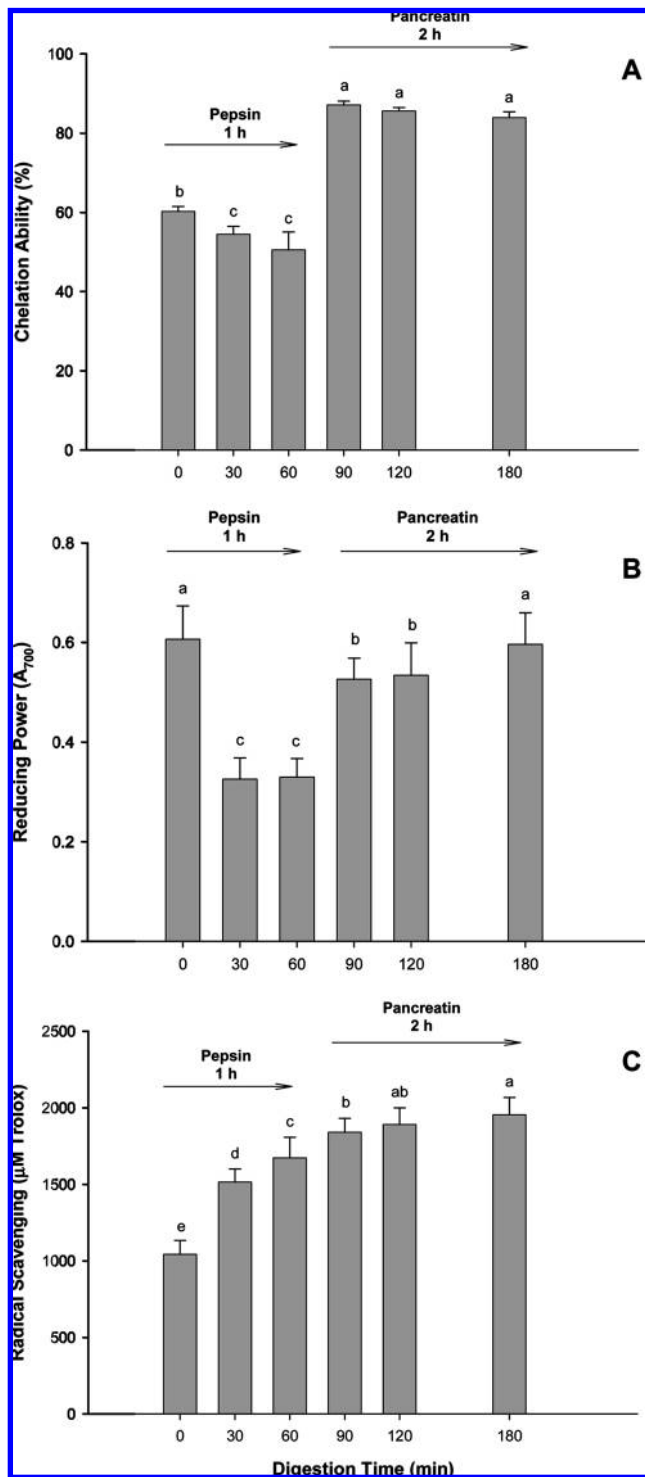 Pancreatin
2 h
A
100
a
a
a
Pepsin
1 h
80
b
c
c
60
40
20
0
Chelation Ability (%)
0 30 60 90 120 180
Pepsin
1 h
Pancreatin
2 h
B
0.8
a
b
b
a
0.6
c
c
0.4
0.2
0.0
Reducing Power (A700)
0 30 60 90 120 180
Pancreatin
2 h
C
2500
Pepsin
1 h
a
ab
b
c
d
e
2000
1500
1000
500
0
Radical Scavenging (µM Trolox)
0 30 60 90 120 180
Digestion Time (min)